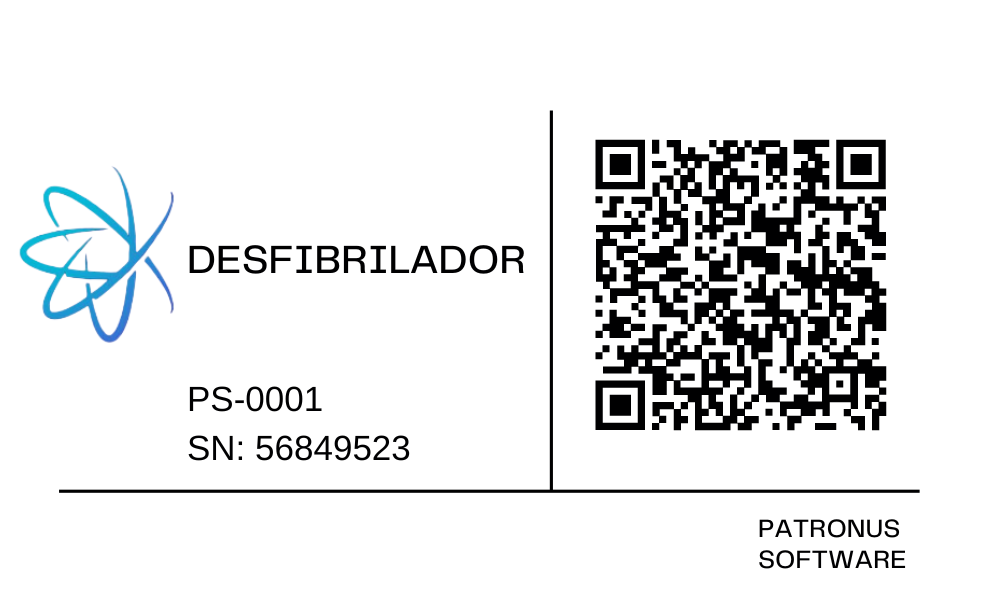 DESFIBRILADOR
PS-0001
SN: 56849523
PATRONUS
SOFTWARE